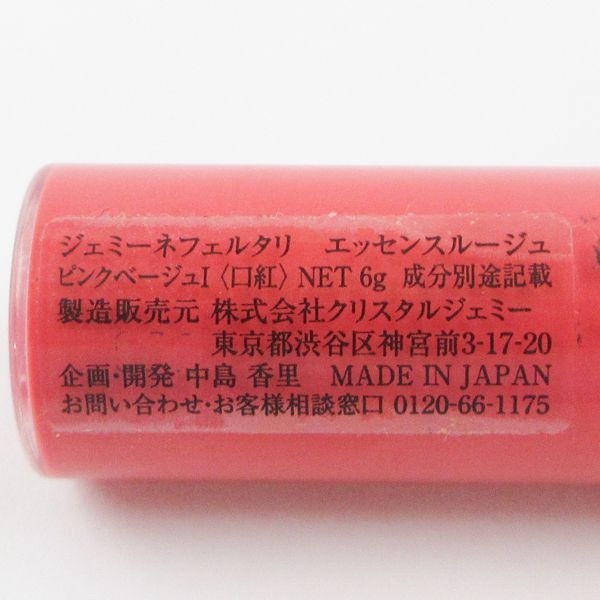 ジェミーネフェルタリ エッセンスルージュ
ピンクベージュI〈口紅〉NET 6g 成分別途記載
製造販売元 株式会社クリスタルジェミー
東京都渋谷区神宮前3-17-20
企画・開発 中島 香里 MADE IN JAPAN
お問い合わせ・お客様相談窓口 0120-66-1175